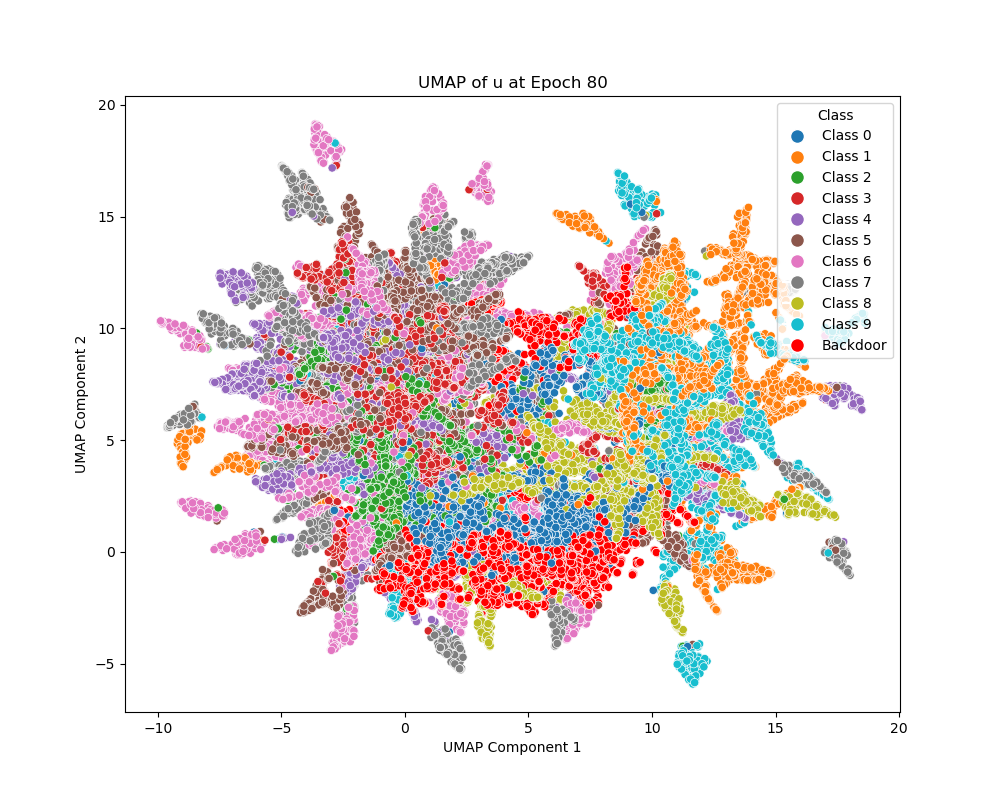 UMAP of u at Epoch 80
20
15
10
5
0
−5
UMAP Component 2
−10
−5
0
5
10
15
20
UMAP Component 1
Class
Class 0
Class 1
Class 2
Class 3
Class 4
Class 5
Class 6
Class 7
Class 8
Class 9
Backdoor